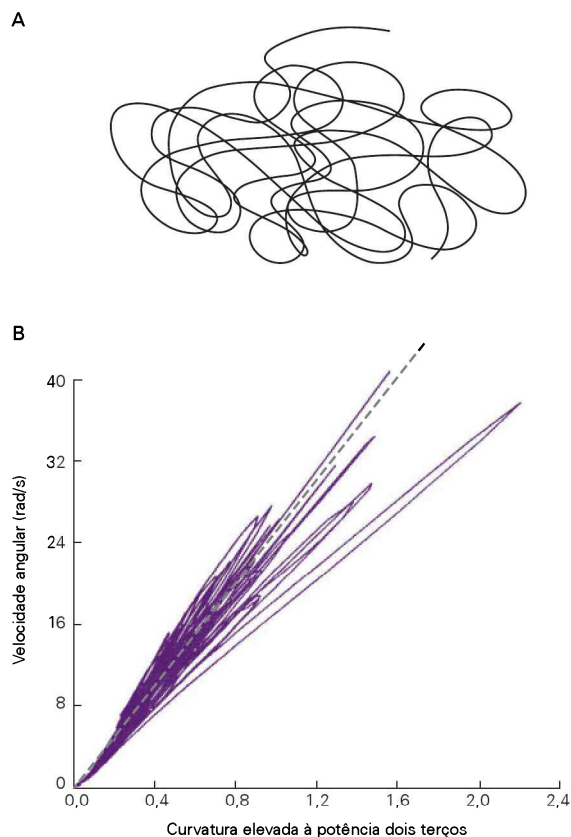 A
B
40
32
24
16
8
0
Velocidade angular (rad/s)
0,0 0,4 0,8 1,2 1,6 2,0 2,4
Curvatura elevada à potência dois terços